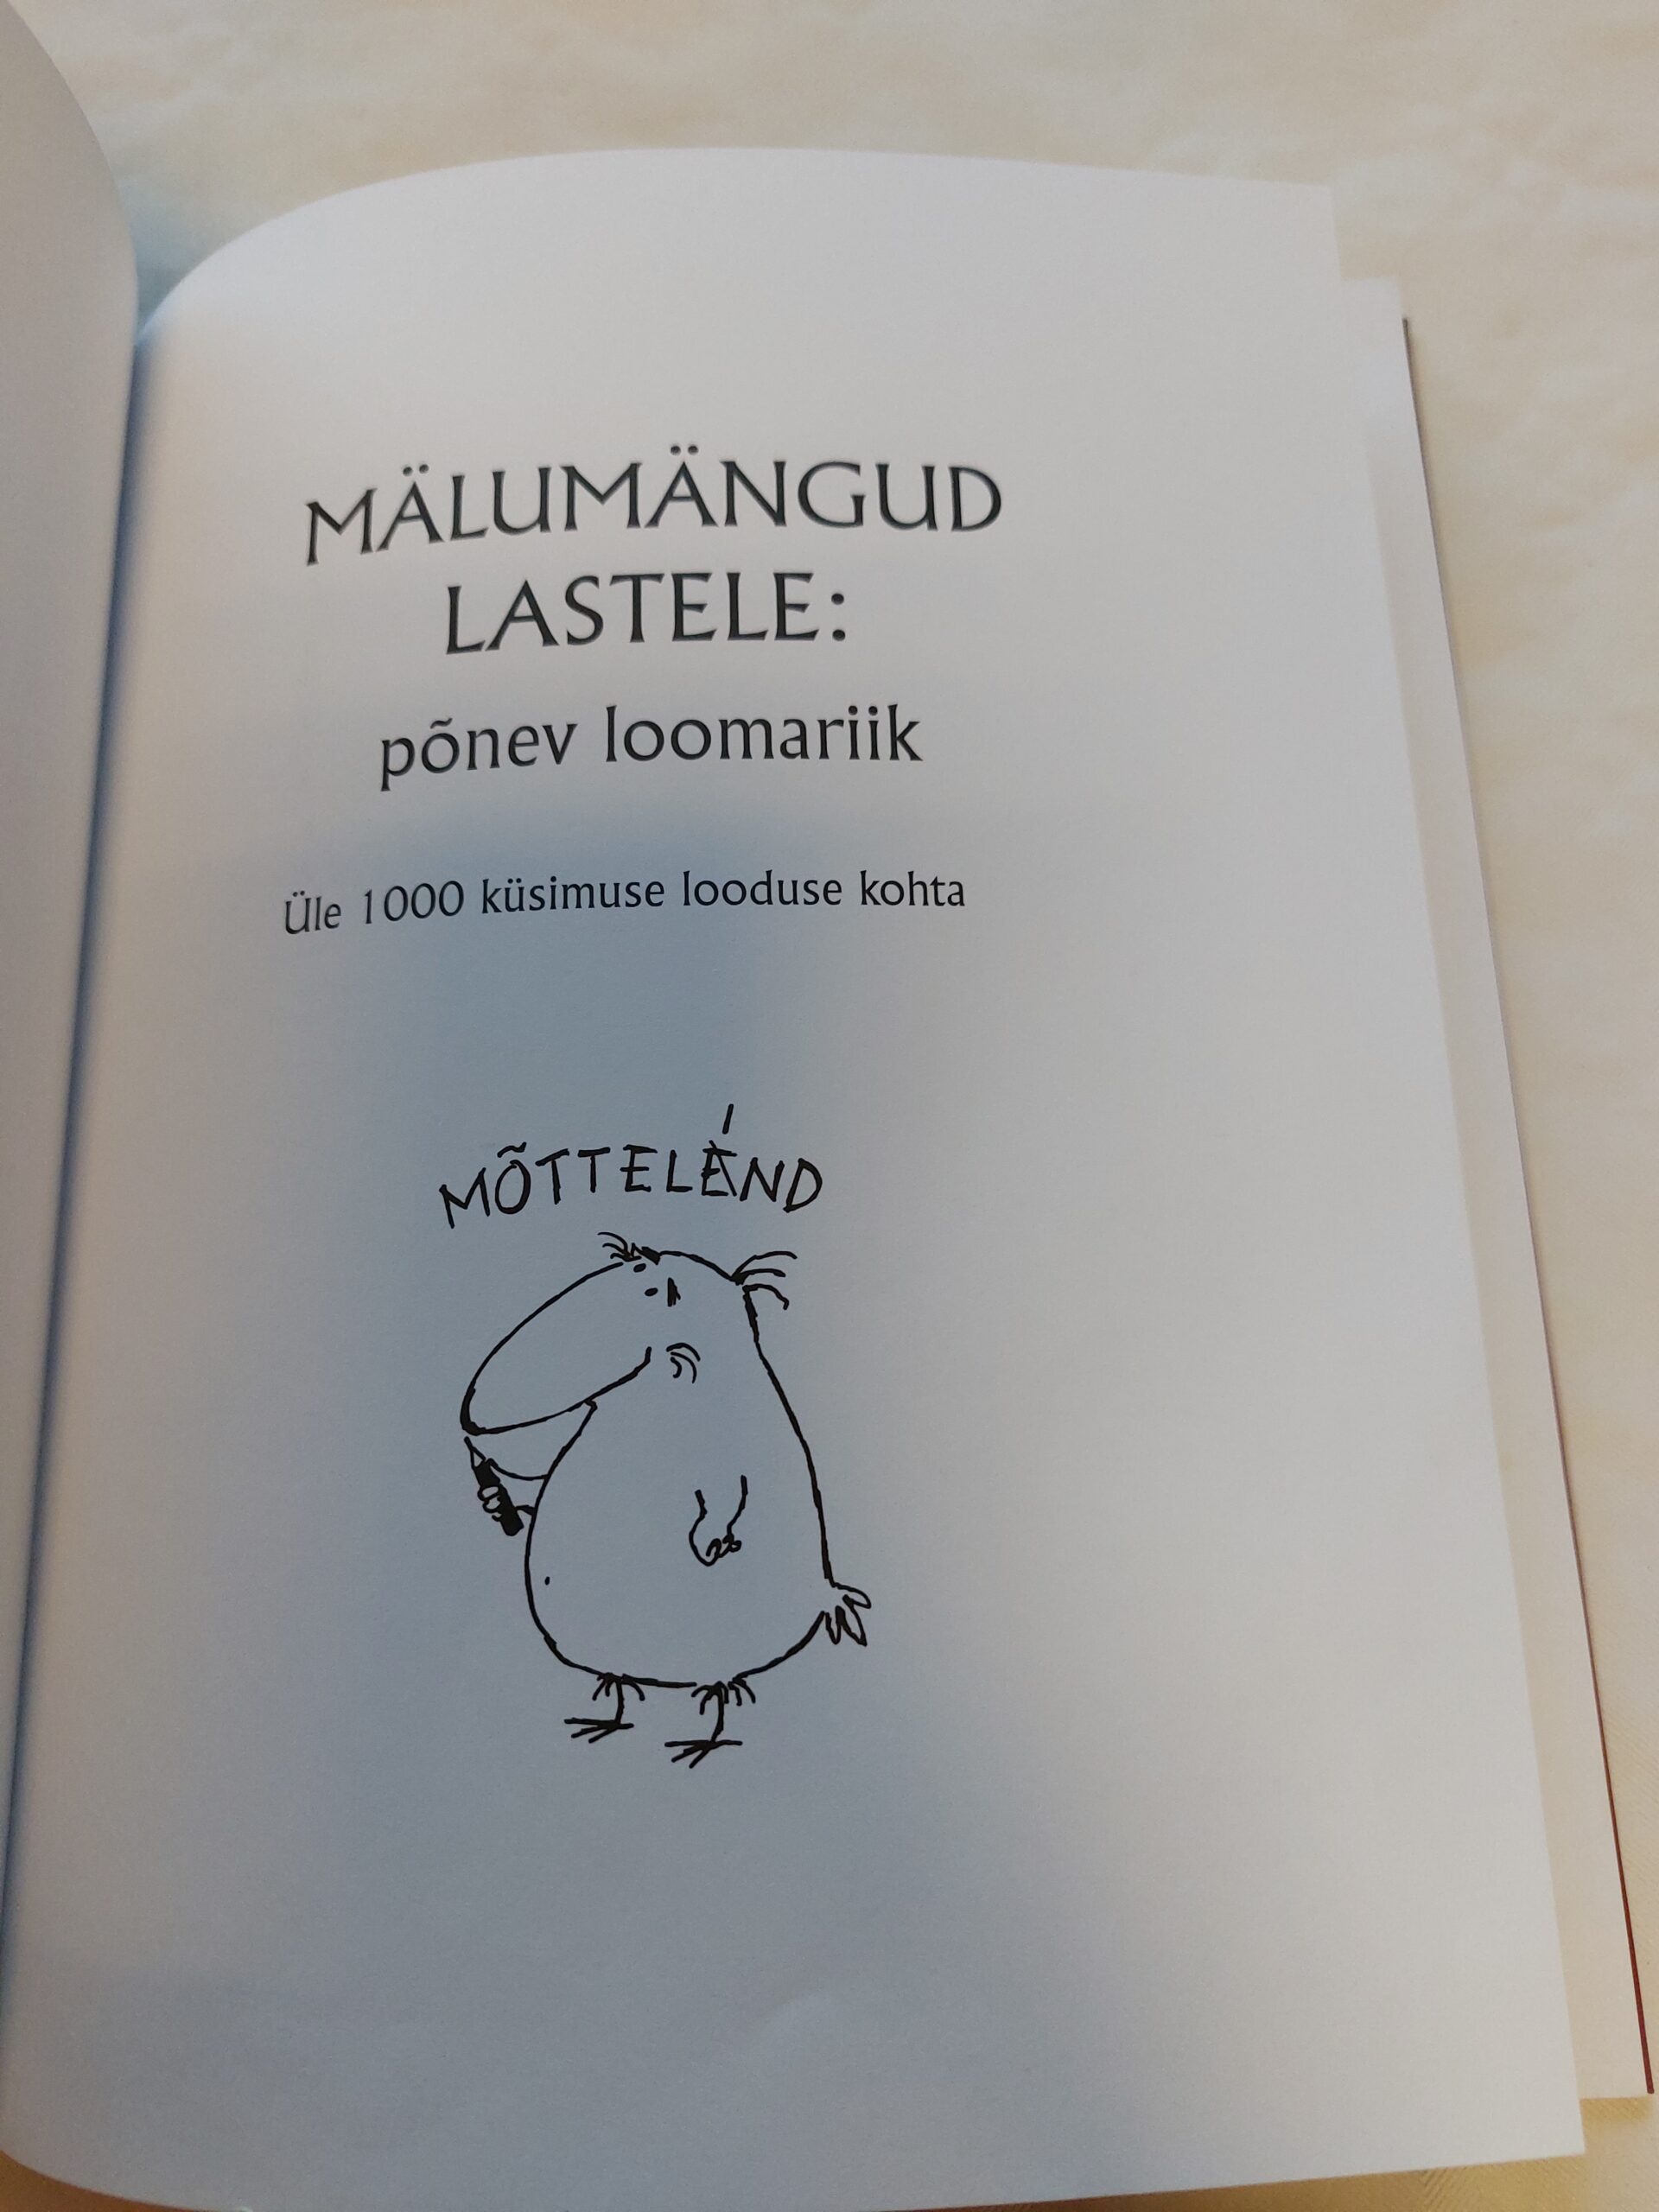 MÄLUMÄNGUD
LASTELE:
põnev loomariik
Üle 1000 küsimuse looduse kohta
MÕTTELÉND